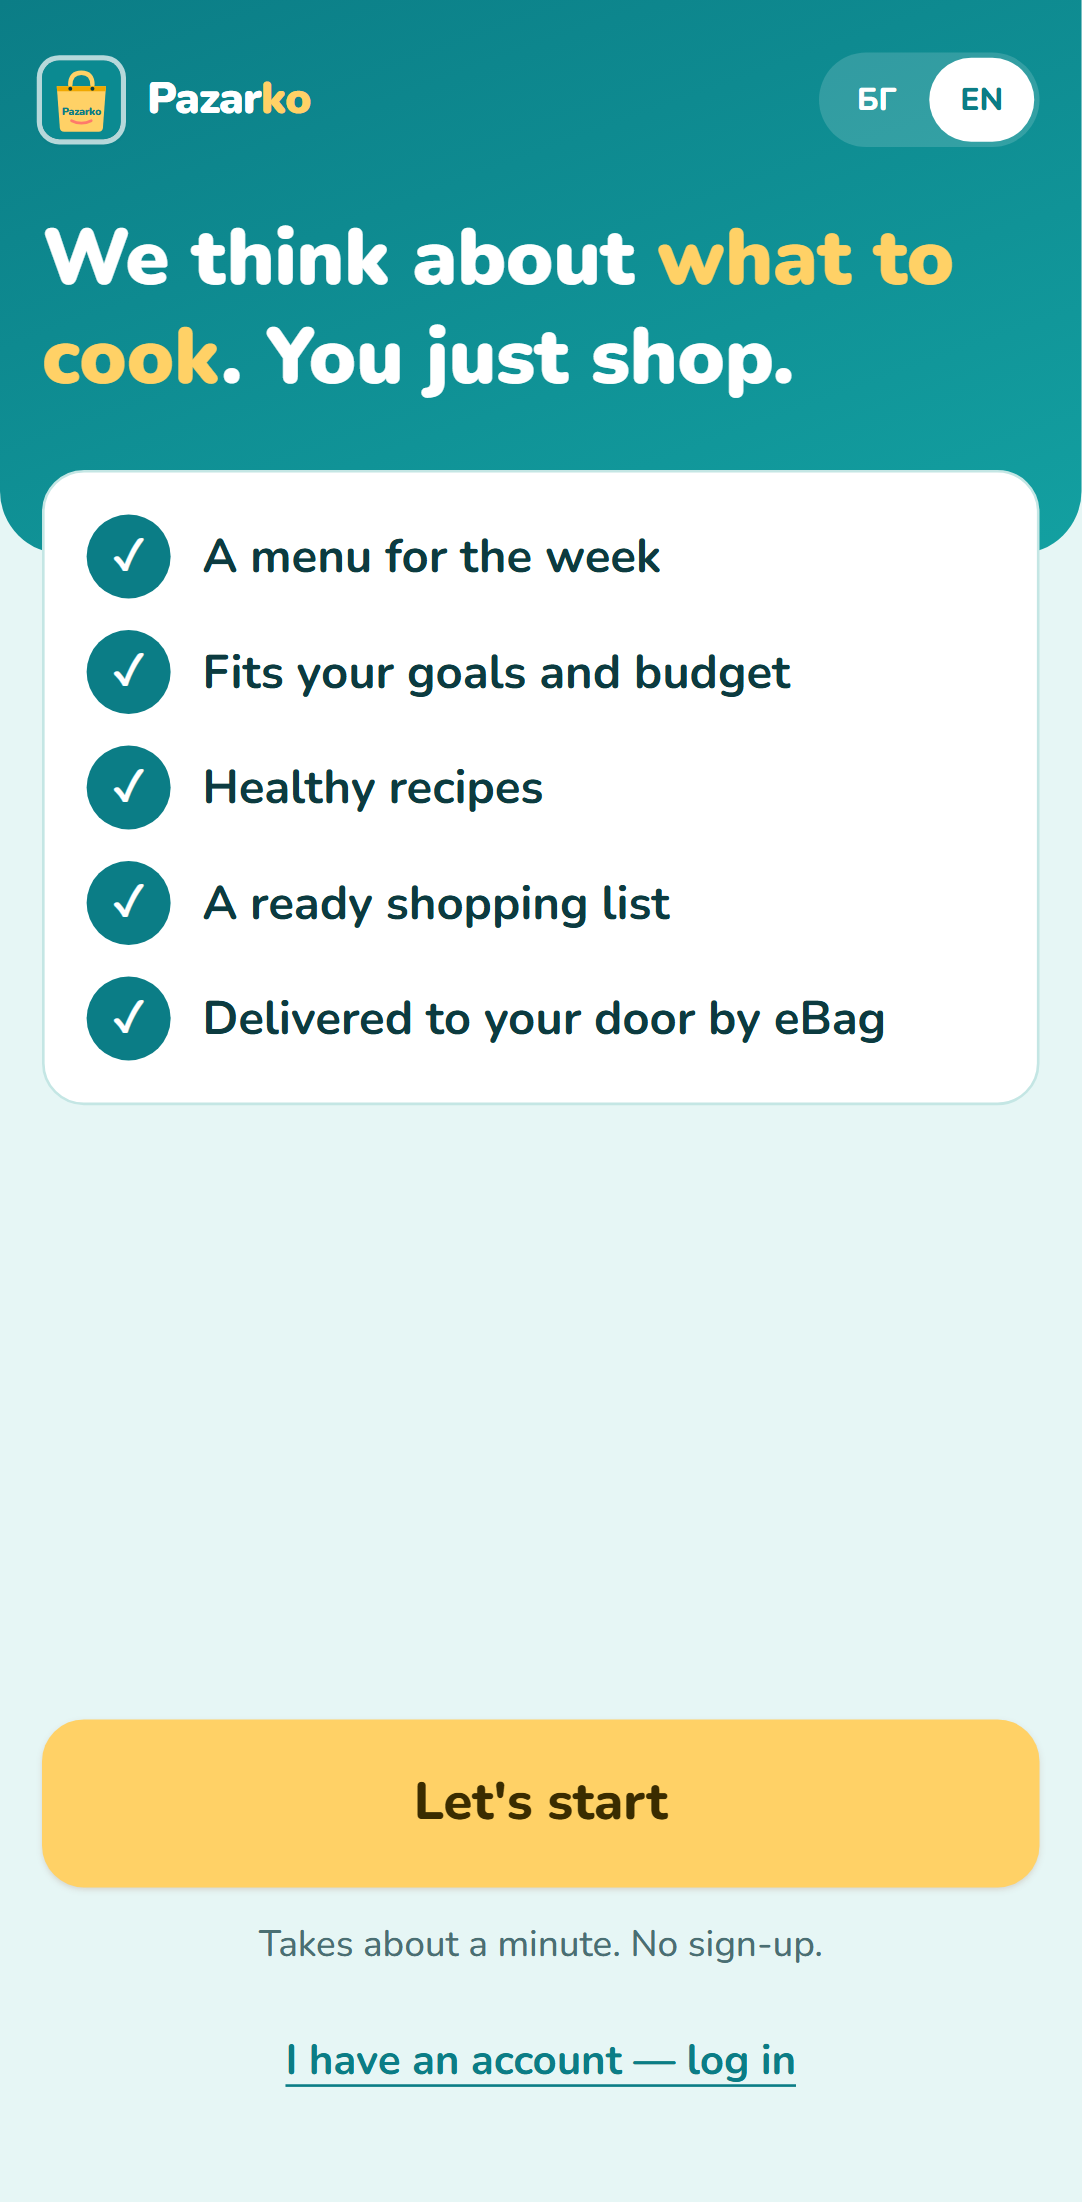 Pazarko
Pazarko
БГ
EN
We think about what to
cook. You just shop.
✓ A menu for the week
✓ Fits your goals and budget
✓ Healthy recipes
✓ A ready shopping list
✓ Delivered to your door by eBag
Let's start
Takes about a minute. No sign-up.
I have an account — log in